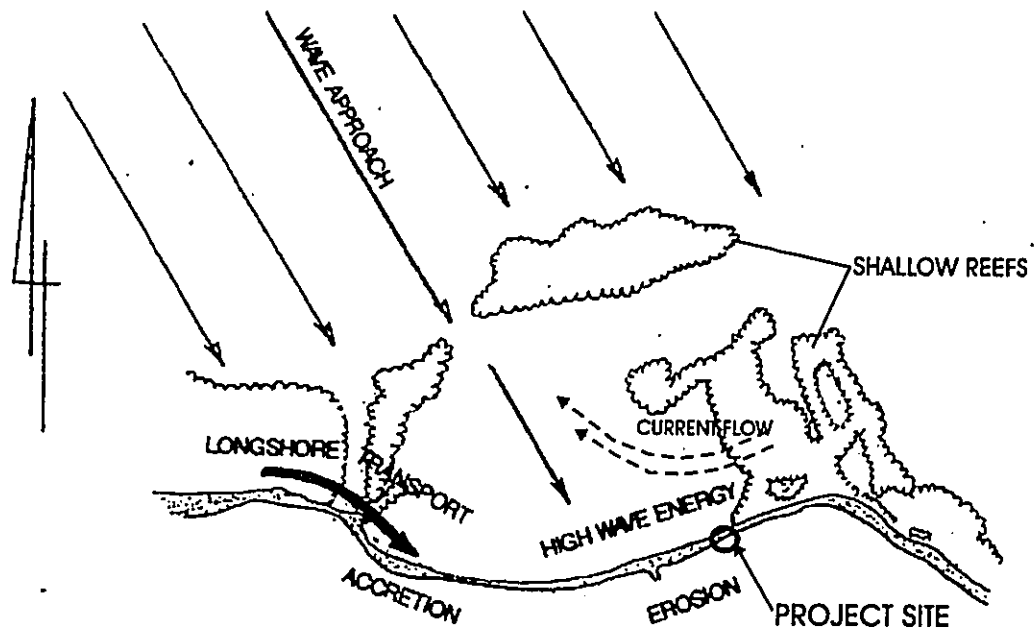 WAVE APPROACH
SHALLOW REEFS
CURRENT FLOW
LONGSHORE TRANSPORT
HIGH WAVE ENERGY
ACCRETION
EROSION
PROJECT SITE